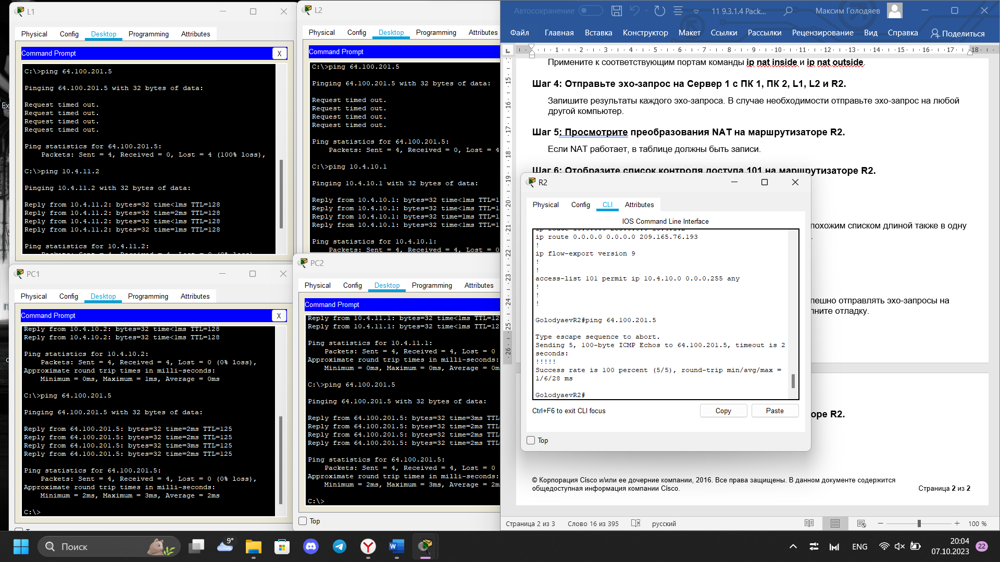 L1
Physical Config Desktop Programming Attributes
Command Prompt
X
C:\>ping 64.100.201.5
Pinging 64.100.201.5 with 32 bytes of data:
Request timed out.
Request timed out.
Request timed out.
Request timed out.
Ping statistics for 64.100.201.5:
Packets: Sent = 4, Received = 0, Lost = 4 (100% loss),
C:\>ping 10.4.11.2
Pinging 10.4.11.2 with 32 bytes of data:
Reply from 10.4.11.2: bytes=32 time<1ms TTL=128
Reply from 10.4.11.2: bytes=32 time=2ms TTL=128
Reply from 10.4.11.2: bytes=32 time<1ms TTL=128
Reply from 10.4.11.2: bytes=32 time=1ms TTL=128
Ping statistics for 10.4.11.2:
Packets: Sent = 4, Received = 4, Lost = 0 (0% loss),
L2
Physical Config Desktop Programming Attributes
Command Prompt
C:\>ping 64.100.201.5
Pinging 64.100.201.5 with 32 bytes of data:
Request timed out.
Request timed out.
Request timed out.
Request timed out.
Ping statistics for 64.100.201.5:
Packets: Sent = 4, Received = 0, Lost = 4
C:\>ping 10.4.10.1
Pinging 10.4.10.1 with 32 bytes of data:
Reply from 10.4.10.1: bytes=32 time<1ms TTL=1
Reply from 10.4.10.1: bytes=32 time<1ms TTL=1
Reply from 10.4.10.1: bytes=32 time=1ms TTL=1
Reply from 10.4.10.1: bytes=32 time<1ms TTL=1
Ping statistics for 10.4.10.1:
Packets: Sent = 4, Received = 4, Lost = 0
PC1
Physical Config Desktop Programming Attributes
Command Prompt
X
Reply from 10.4.10.2: bytes=32 time<1ms TTL=128
Reply from 10.4.10.2: bytes=32 time<1ms TTL=128
Ping statistics for 10.4.10.2:
Packets: Sent = 4, Received = 4, Lost = 0 (0% loss),
Approximate round trip times in milli-seconds:
Minimum = 0ms, Maximum = 1ms, Average = 0ms
C:\>ping 64.100.201.5
Pinging 64.100.201.5 with 32 bytes of data:
Reply from 64.100.201.5: bytes=32 time=2ms TTL=125
Reply from 64.100.201.5: bytes=32 time=2ms TTL=125
Reply from 64.100.201.5: bytes=32 time=3ms TTL=125
Reply from 64.100.201.5: bytes=32 time=2ms TTL=125
Ping statistics for 64.100.201.5:
Packets: Sent = 4, Received = 4, Lost = 0 (0% loss),
Approximate round trip times in milli-seconds:
Minimum = 2ms, Maximum = 3ms, Average = 2ms
C:\>
PC2
Physical Config Desktop Programming Attributes
Command Prompt
Reply from 10.4.11.1: bytes=32 time<1ms TTL=12
Reply from 10.4.11.1: bytes=32 time<1ms TTL=12
Ping statistics for 10.4.11.1:
Packets: Sent = 4, Received = 4, Lost = 0
Approximate round trip times in milli-seconds:
Minimum = 0ms, Maximum = 0ms, Average = 0m
C:\>ping 64.100.201.5
Pinging 64.100.201.5 with 32 bytes of data:
Reply from 64.100.201.5: bytes=32 time=3ms TTL=
Reply from 64.100.201.5: bytes=32 time=2ms TTL=
Reply from 64.100.201.5: bytes=32 time=2ms TTL=
Reply from 64.100.201.5: bytes=32 time=2ms TTL=
Ping statistics for 64.100.201.5:
Packets: Sent = 4, Received = 4, Lost = 0
Approximate round trip times in milli-seconds:
Minimum = 2ms, Maximum = 3ms, Average = 2m
C:\>
Top
Автосохранение 11 9.3.1.4 Pack... Максим Голодяев
Файл Главная Вставка Конструктор Макет Ссылки Рассылки Рецензирование Вид Справка Поделиться
1 2 3 4 5 6 7 8 9 10 11 12 13 14 15 16 17 18
15 16 17 18 19 20 21 22 23 24 25 26
Примените к соответствующим портам команды ip nat inside и ip nat outside.
Шаг 4: Отправьте эхо-запрос на Сервер 1 с ПК 1, ПК 2, L1, L2 и R2.
Запишите результаты каждого эхо-запроса. В случае необходимости отправьте эхо-запрос на любой
другой компьютер.
Шаг 5: Просмотрите преобразования NAT на маршрутизаторе R2.
Если NAT работает, в таблице должны быть записи.
Шаг 6: Отобразите список контроля доступа 101 на маршрутизаторе R2.
похожим списком длиной также в одну
пешно отправлять эхо-запросы на
лните отладку.
оре R2.
© Корпорация Cisco и/или ее дочерние компании, 2016. Все права защищены. В данном документе содержится
общедоступная информация компании Cisco.
Страница 2 из 2
R2
Physical Config CLI Attributes
IOS Command Line Interface
ip route 0.0.0.0 0.0.0.0 209.165.76.193
!
ip flow-export version 9
!
!
access-list 101 permit ip 10.4.10.0 0.0.0.255 any
!
!
!
GolodyaevR2#ping 64.100.201.5
Type escape sequence to abort.
Sending 5, 100-byte ICMP Echos to 64.100.201.5, timeout is 2
seconds:
!!!!!
Success rate is 100 percent (5/5), round-trip min/avg/max =
1/6/28 ms
GolodyaevR2#
Ctrl+F6 to exit CLI focus
Copy
Paste
Top
Страница 2 из 3 Слово 16 из 395 русский 100 %
Поиск
9°
ENG
20:04
07.10.2023
22